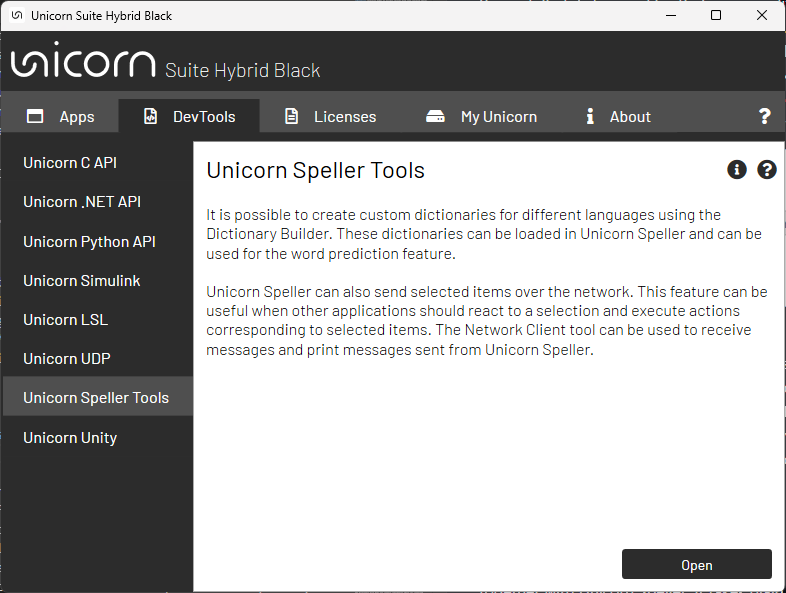 Unicorn Suite Hybrid Black
unicorn Suite Hybrid Black
Apps DevTools Licenses My Unicorn About ?
Unicorn C API
Unicorn .NET API
Unicorn Python API
Unicorn Simulink
Unicorn LSL
Unicorn UDP
Unicorn Speller Tools
Unicorn Unity
Unicorn Speller Tools
It is possible to create custom dictionaries for different languages using the
Dictionary Builder. These dictionaries can be loaded in Unicorn Speller and can be
used for the word prediction feature.
Unicorn Speller can also send selected items over the network. This feature can be
useful when other applications should react to a selection and execute actions
corresponding to selected items. The Network Client tool can be used to receive
messages and print messages sent from Unicorn Speller.
Open